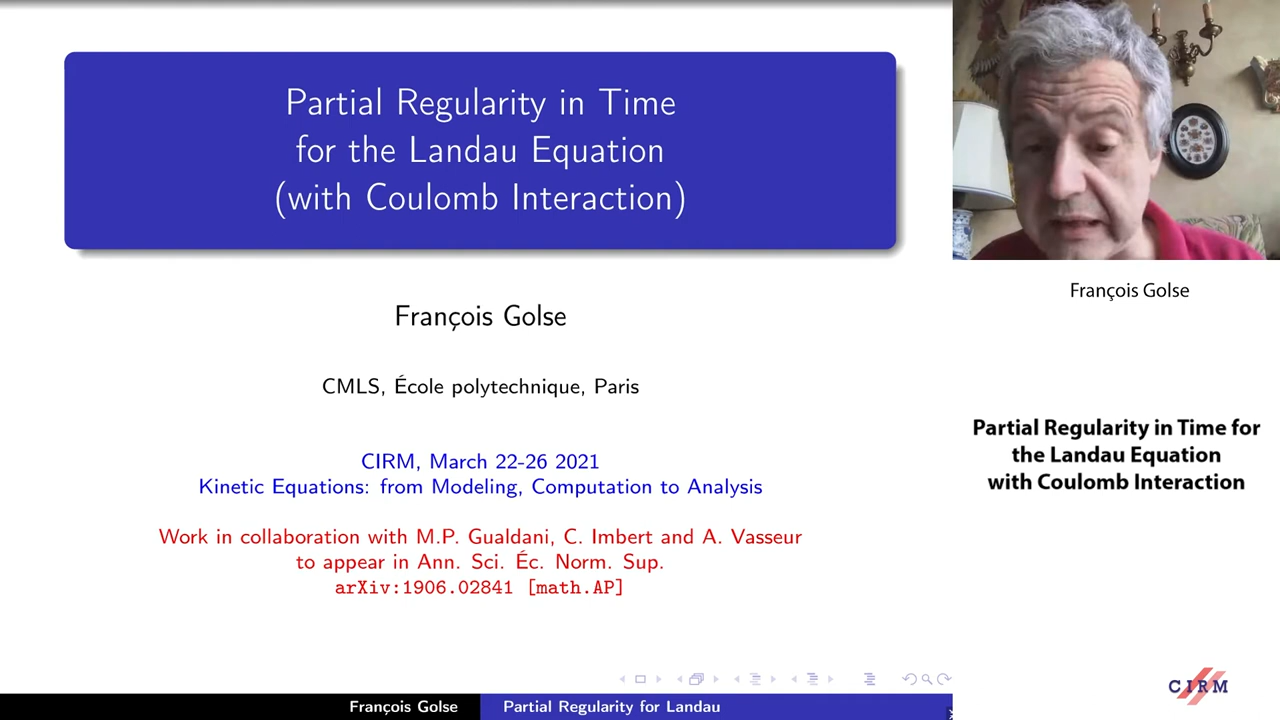 Partial Regularity in Time
for the Landau Equation
(with Coulomb Interaction)
François Golse
CMLS, École polytechnique, Paris
CIRM, March 22-26 2021
Kinetic Equations: from Modeling, Computation to Analysis
Work in collaboration with M.P. Gualdani, C. Imbert and A. Vasseur
to appear in Ann. Sci. Éc. Norm. Sup.
arXiv:1906.02841 [math.AP]
François Golse
Partial Regularity for Landau
François Golse
Partial Regularity in Time for
the Landau Equation
with Coulomb Interaction
CIRM